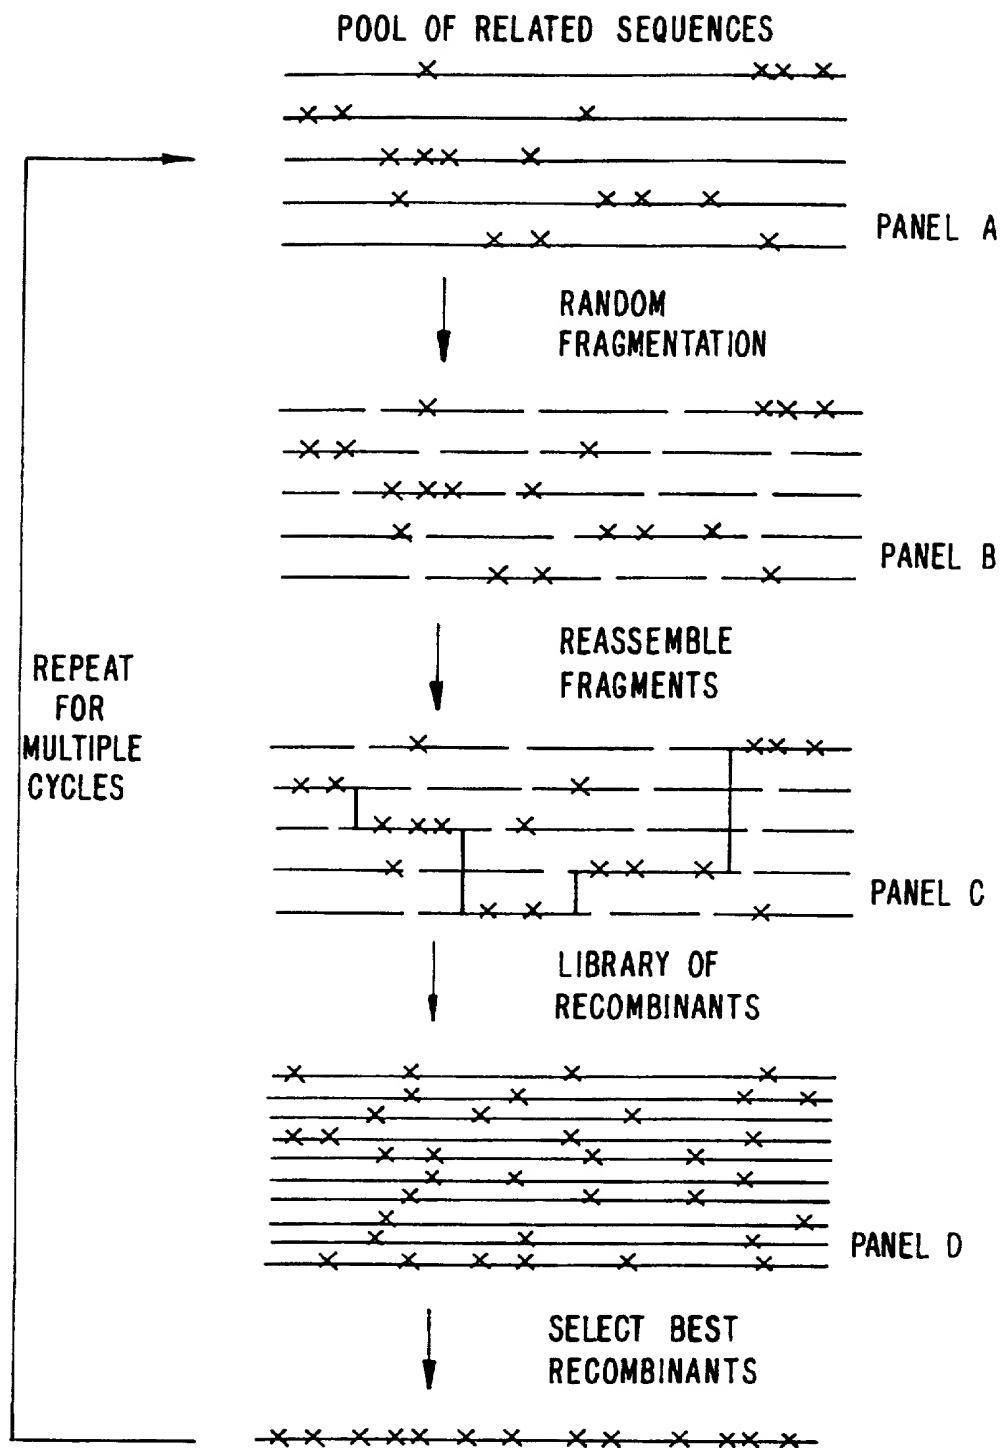 POOL OF RELATED SEQUENCES
PANEL A
RANDOM
FRAGMENTATION
PANEL B
REASSEMBLE
FRAGMENTS
REPEAT
FOR
MULTIPLE
CYCLES
PANEL C
LIBRARY OF
RECOMBINANTS
PANEL D
SELECT BEST
RECOMBINANTS